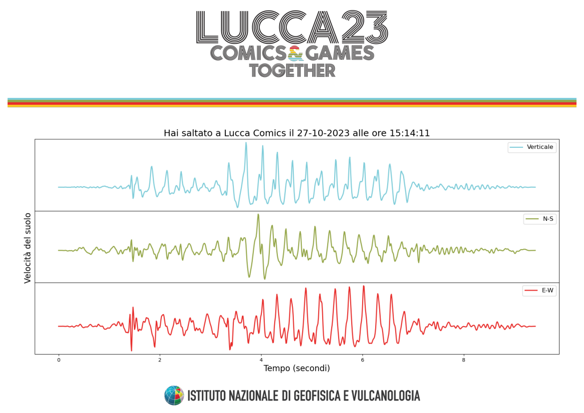 LUCCA23
COMICS&GAMES
TOGETHER
Hai saltato a Lucca Comics il 27-10-2023 alle ore 15:14:11
Verticale
N-S
E-W
Velocità del suolo
0 2 4 6 8
Tempo (secondi)
ISTITUTO NAZIONALE DI GEOFISICA E VULCANOLOGIA